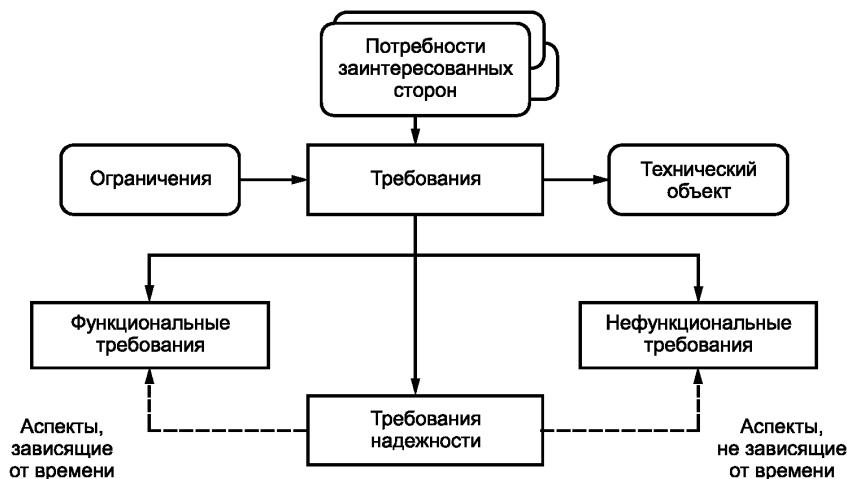 Потребности
заинтересованных
сторон
Ограничения
Требования
Технический
объект
Функциональные
требования
Нефункциональные
требования
Требования
надежности
Аспекты,
зависящие
от времени
Аспекты,
не зависящие
от времени